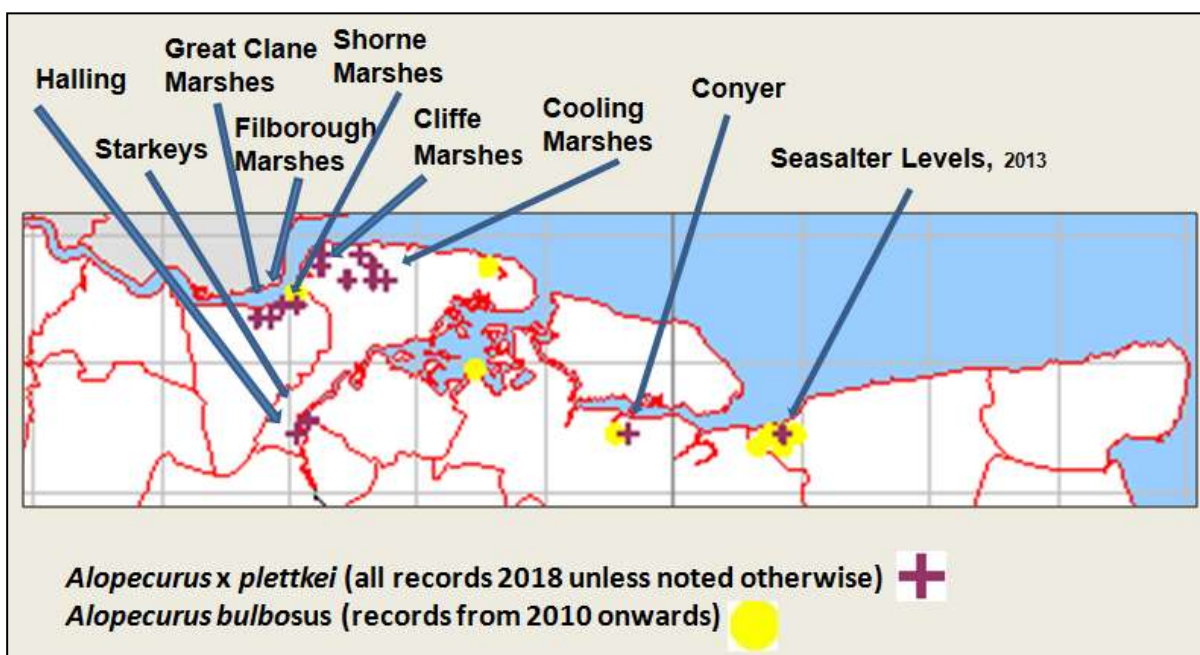 Halling
Great Clane
Marshes
Shorne
Marshes
Starkeys
Filborough
Marshes
Cliffe
Marshes
Cooling
Marshes
Conyer
Seasalter Levels, 2013
Alopecurus x plettkei (all records 2018 unless noted otherwise)
Alopecurus bulbosus (records from 2010 onwards)